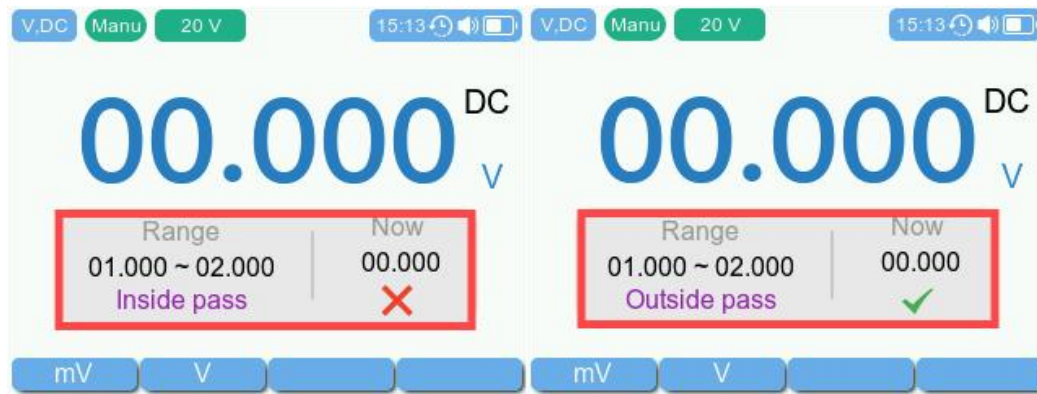 V,DC Manu 20 V 15:13
00.000 DC V
Range Now
01.000 ~ 02.000 00.000
Inside pass
mV V
V,DC Manu 20 V 15:13
00.000 DC V
Range Now
01.000 ~ 02.000 00.000
Outside pass
mV V